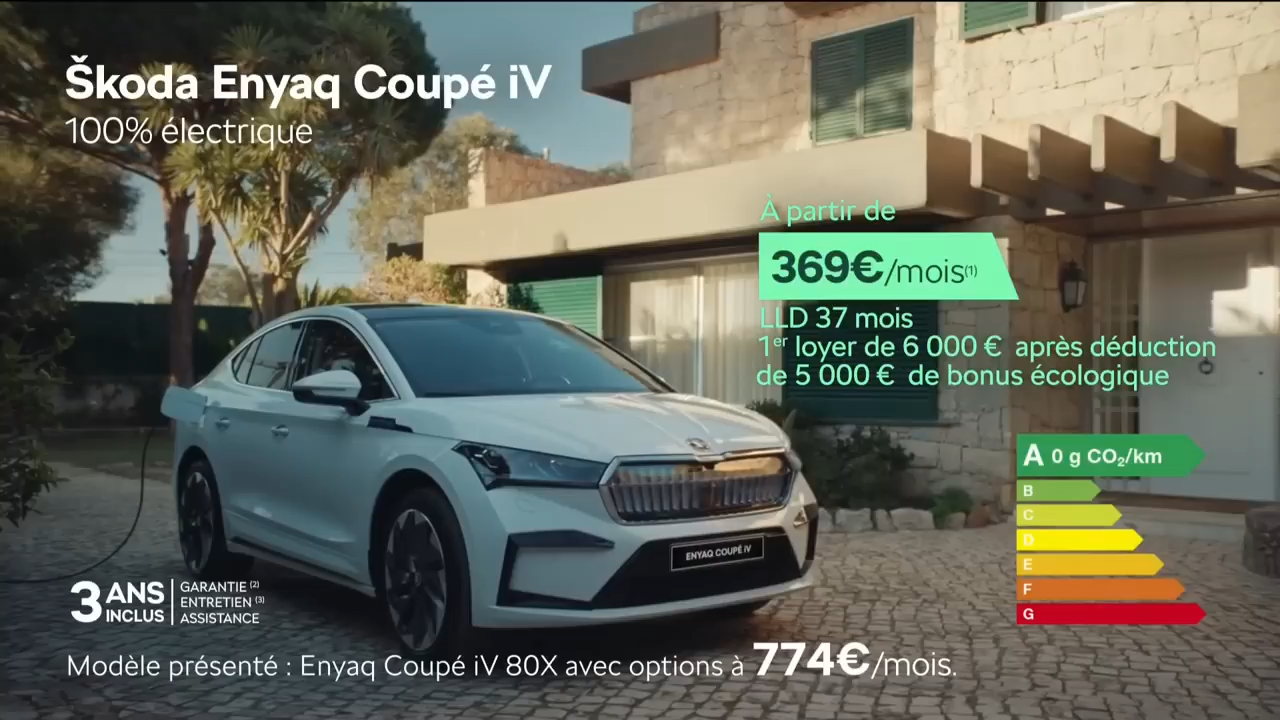 Škoda Enyaq Coupé iV
100% électrique
À partir de
369€/mois(1)
LLD 37 mois
1er loyer de 6 000 € après déduction
de 5 000 € de bonus écologique
A 0 g CO₂/km
B
C
D
E
F
G
ENYAQ COUPÉ iV
3 ANS INCLUS
GARANTIE (2)
ENTRETIEN (3)
ASSISTANCE
Modèle présenté : Enyaq Coupé iV 80X avec options à 774€/mois.